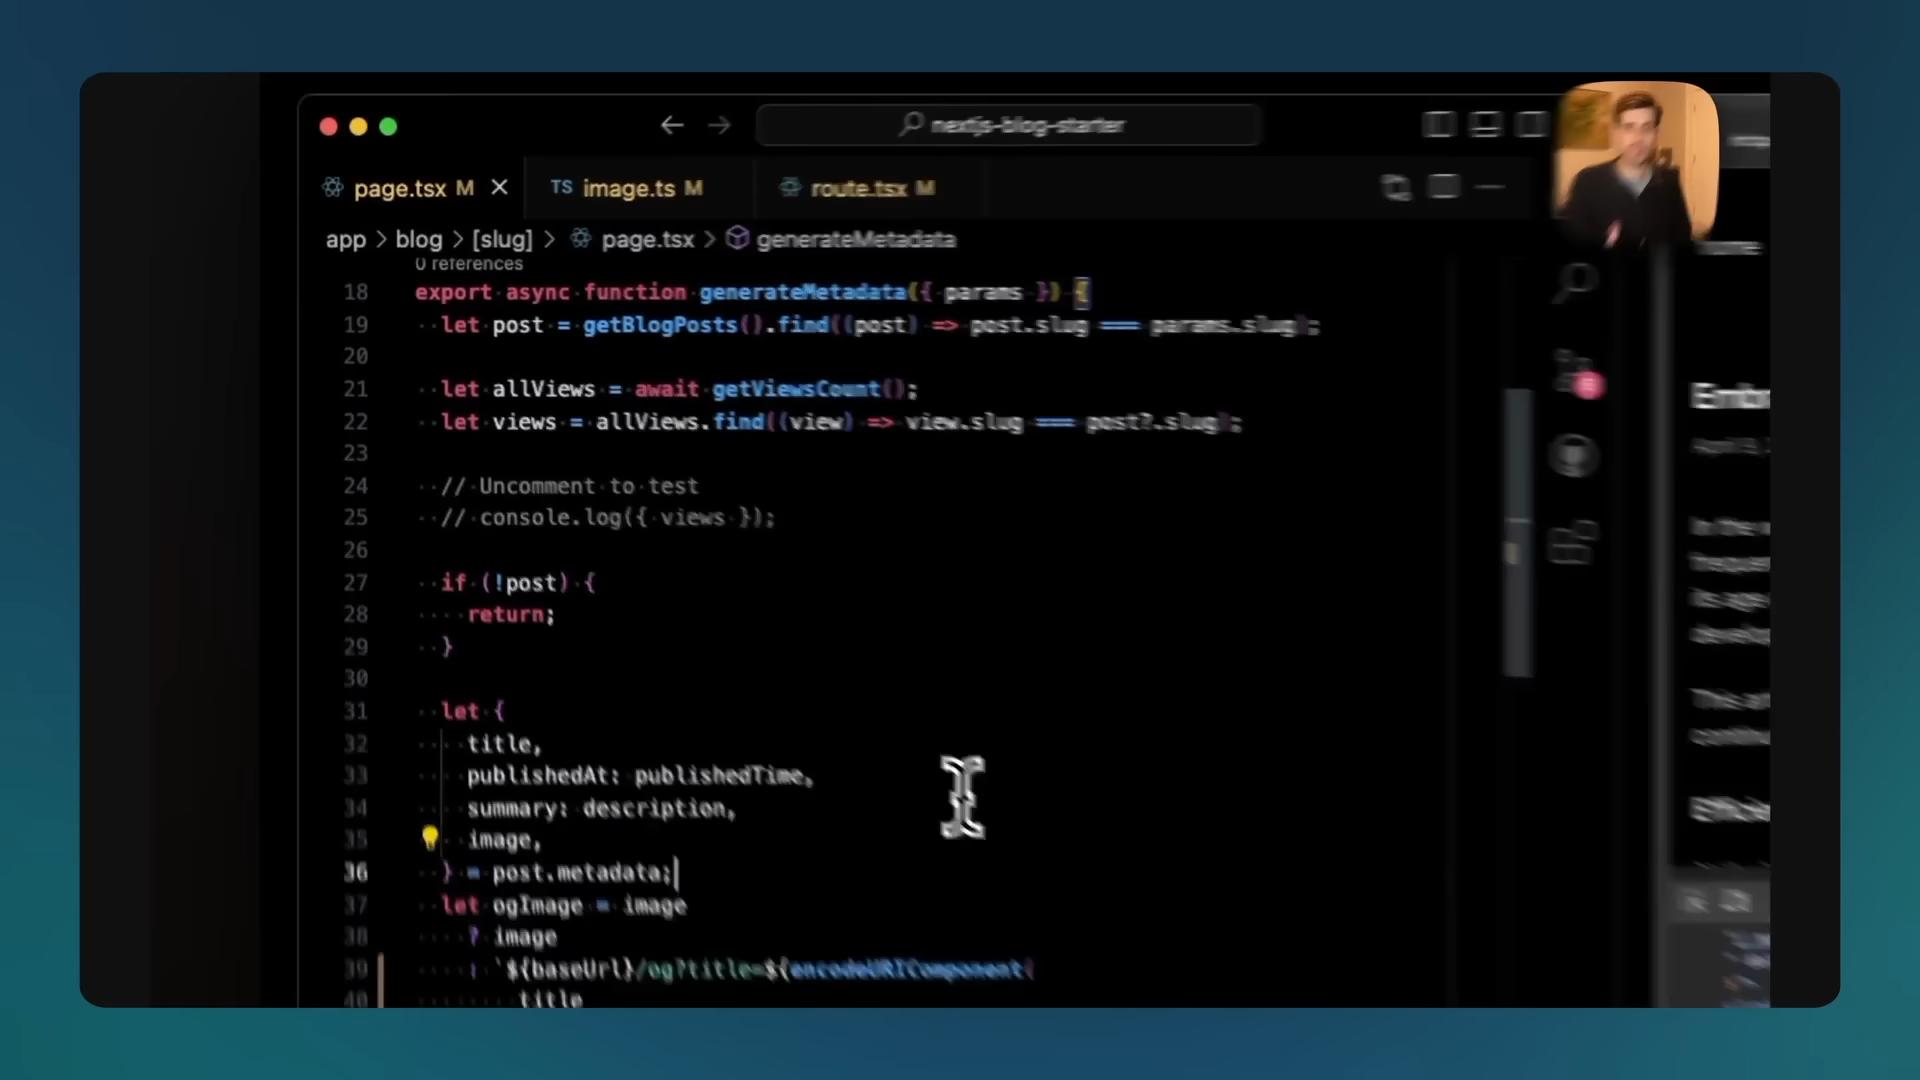 nextjs-blog-starter
page.tsx M
TS image.ts M
route.tsx M
app > blog > [slug] > page.tsx > generateMetadata
0 references
18 export async function generateMetadata({ params }) {
19 let post = getBlogPosts().find((post) => post.slug === params.slug);
20
21 let allViews = await getViewsCount();
22 let views = allViews.find((view) => view.slug === post?.slug);
23
24 // Uncomment to test
25 // console.log({ views });
26
27 if (!post) {
28 return;
29 }
30
31 let {
32 title,
33 publishedAt: publishedTime,
34 summary: description,
35 image,
36 } = post.metadata;
37 let ogImage = image
38 ? image
39 : `${baseUrl}/og?title=${encodeURIComponent(
40 title
home
In the
This